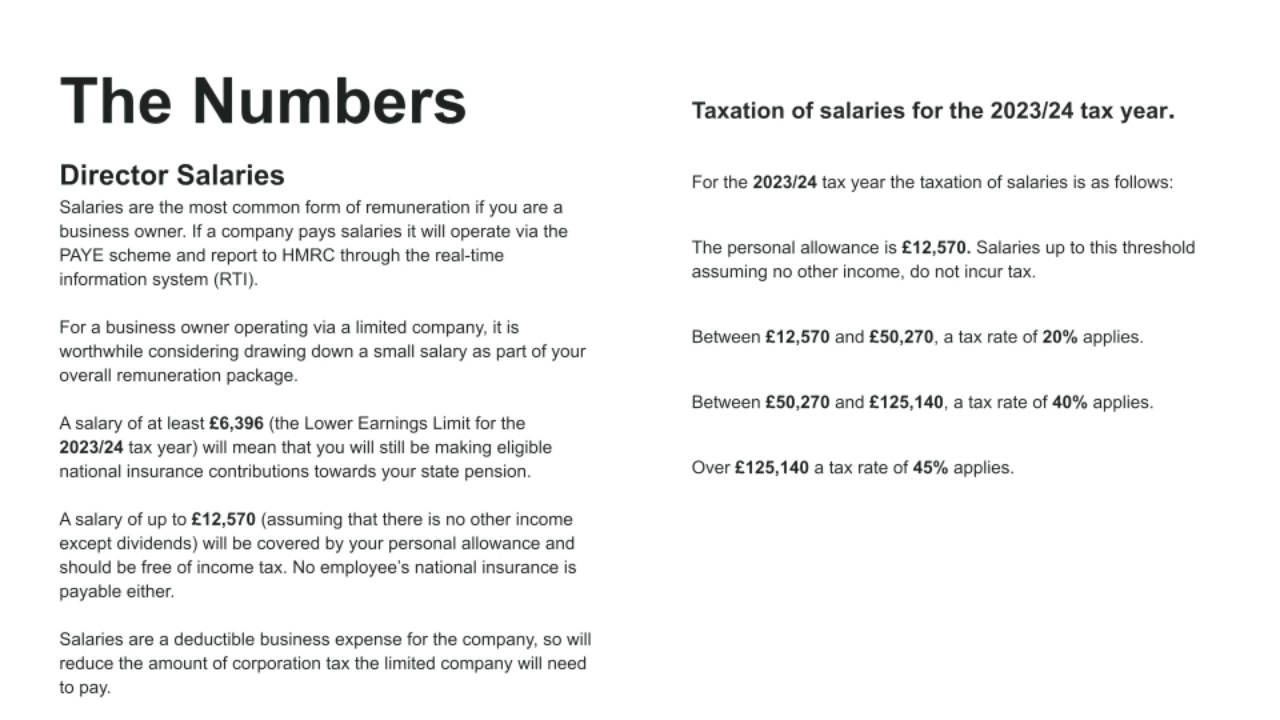 The Numbers
Director Salaries
Salaries are the most common form of remuneration if you are a
business owner. If a company pays salaries it will operate via the
PAYE scheme and report to HMRC through the real-time
information system (RTI).
For a business owner operating via a limited company, it is
worthwhile considering drawing down a small salary as part of your
overall remuneration package.
A salary of at least £6,396 (the Lower Earnings Limit for the
2023/24 tax year) will mean that you will still be making eligible
national insurance contributions towards your state pension.
A salary of up to £12,570 (assuming that there is no other income
except dividends) will be covered by your personal allowance and
should be free of income tax. No employee’s national insurance is
payable either.
Salaries are a deductible business expense for the company, so will
reduce the amount of corporation tax the limited company will need
to pay.
Taxation of salaries for the 2023/24 tax year.
For the 2023/24 tax year the taxation of salaries is as follows:
The personal allowance is £12,570. Salaries up to this threshold
assuming no other income, do not incur tax.
Between £12,570 and £50,270, a tax rate of 20% applies.
Between £50,270 and £125,140, a tax rate of 40% applies.
Over £125,140 a tax rate of 45% applies.